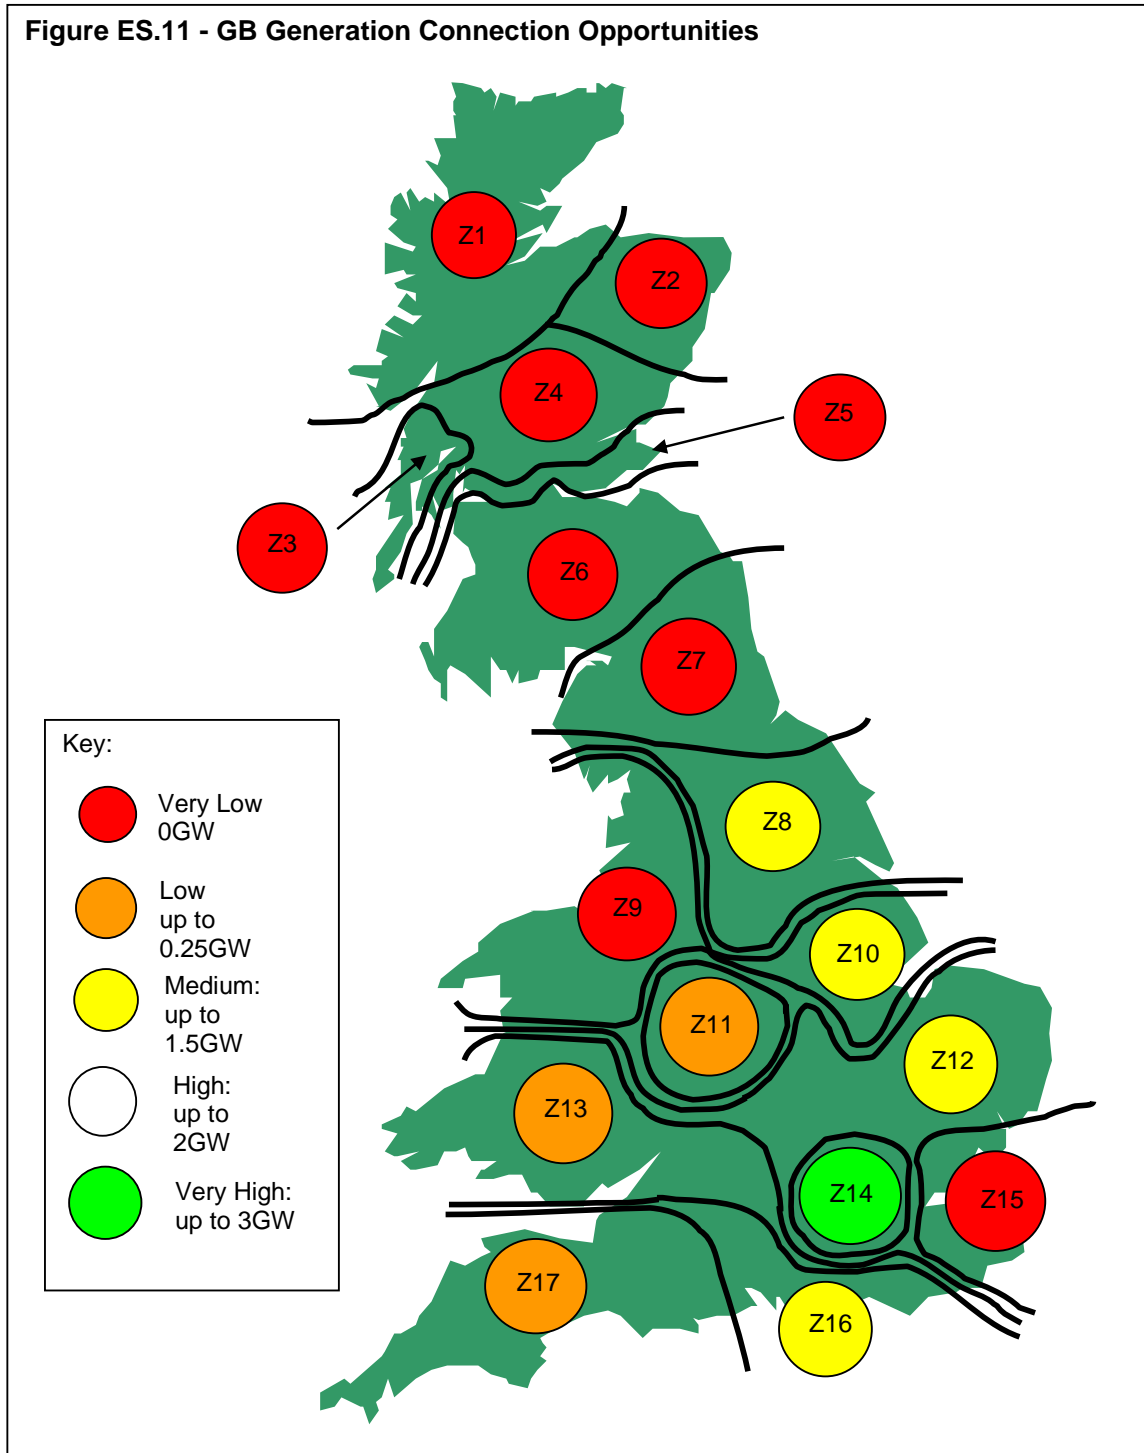 Figure ES.11 - GB Generation Connection Opportunities
Z1
Z2
Z4
Z5
Z3
Z6
Z7
Key:
Very Low
0GW
Low
up to
0.25GW
Medium:
up to
1.5GW
High:
up to
2GW
Very High:
up to 3GW
Z8
Z9
Z10
Z11
Z12
Z13
Z14
Z15
Z17
Z16